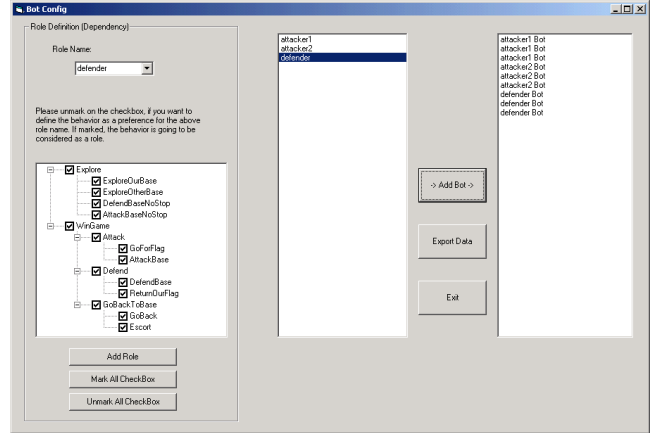 Bot Config
Role Definition (Dependency)
Role Name:
defender
Please unmark on the checkbox, if you want to
define the behavior as a preference for the above
role name. If marked, the behavior is going to be
considered as a role.
Explore
ExploreOurBase
ExploreOtherBase
DefendBaseNoStop
AttackBaseNoStop
WinGame
Attack
GoForFlag
AttackBase
Defend
DefendBase
ReturnOurFlag
GoBackToBase
GoBack
Escort
Add Role
Mark All CheckBox
Unmark All CheckBox
attacker1
attacker2
defender
-> Add Bot ->
Export Data
Exit
attacker1 Bot
attacker1 Bot
attacker1 Bot
attacker2 Bot
attacker2 Bot
attacker2 Bot
defender Bot
defender Bot
defender Bot